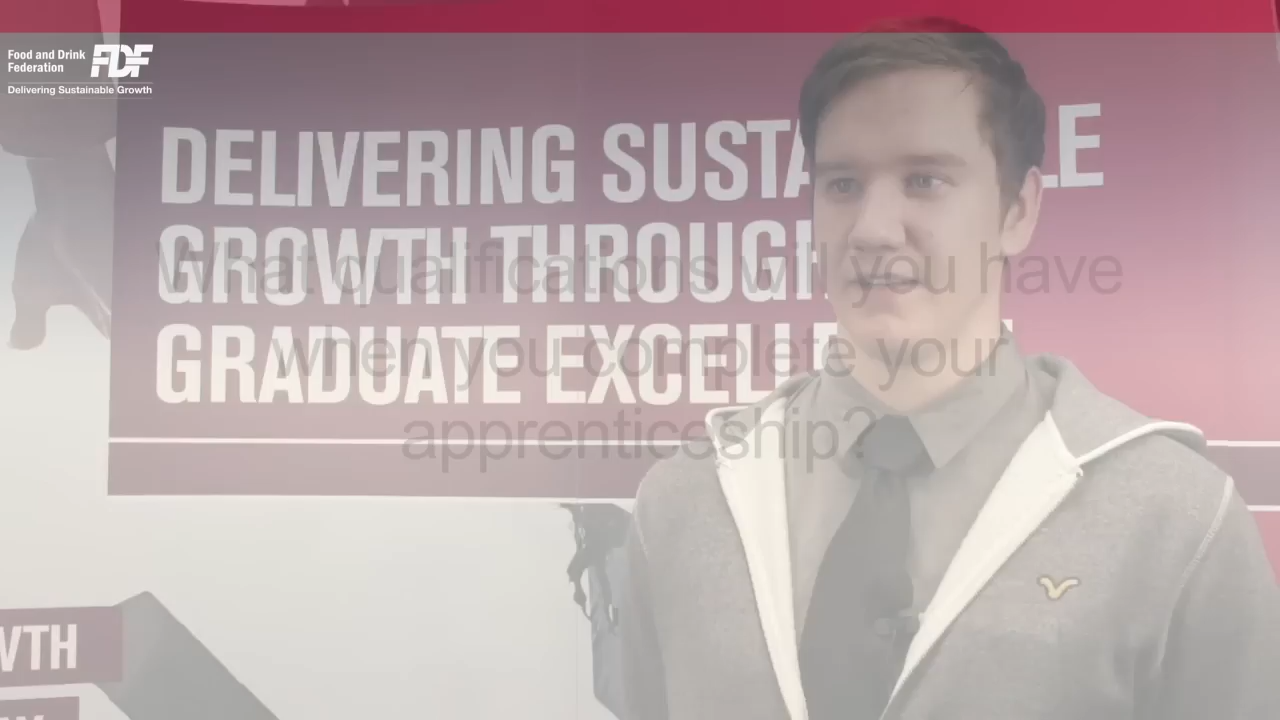 Food and Drink
Federation
FDF
Delivering Sustainable Growth
DELIVERING SUSTA LE
GROWTH THROUGH
GRADUATE EXCELLE
What qualifications will you have
when you complete your
apprenticeship?
WTH